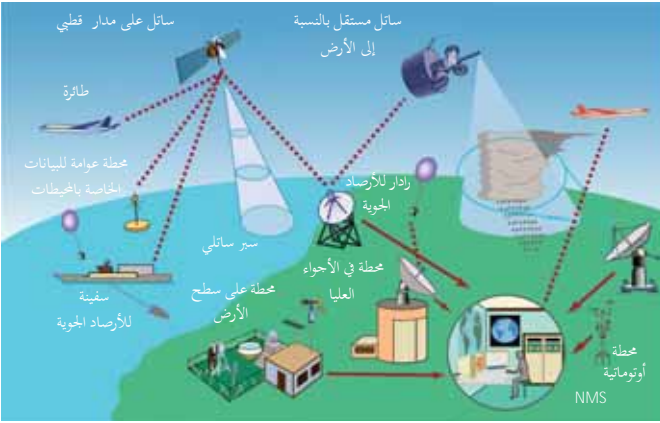 ساتل على مدار قطبي
ساتل مستقل بالنسبة
إلى الأرض
طائرة
محطة عوامة للبيانات
الخاصة بالمحيطات
رادار للأرصاد
الجوية
سبر ساتلي
محطة في الأجواء
العليا
محطة على سطح
الأرض
سفينة
للأرصاد الجوية
محطة
أوتوماتية
NMS